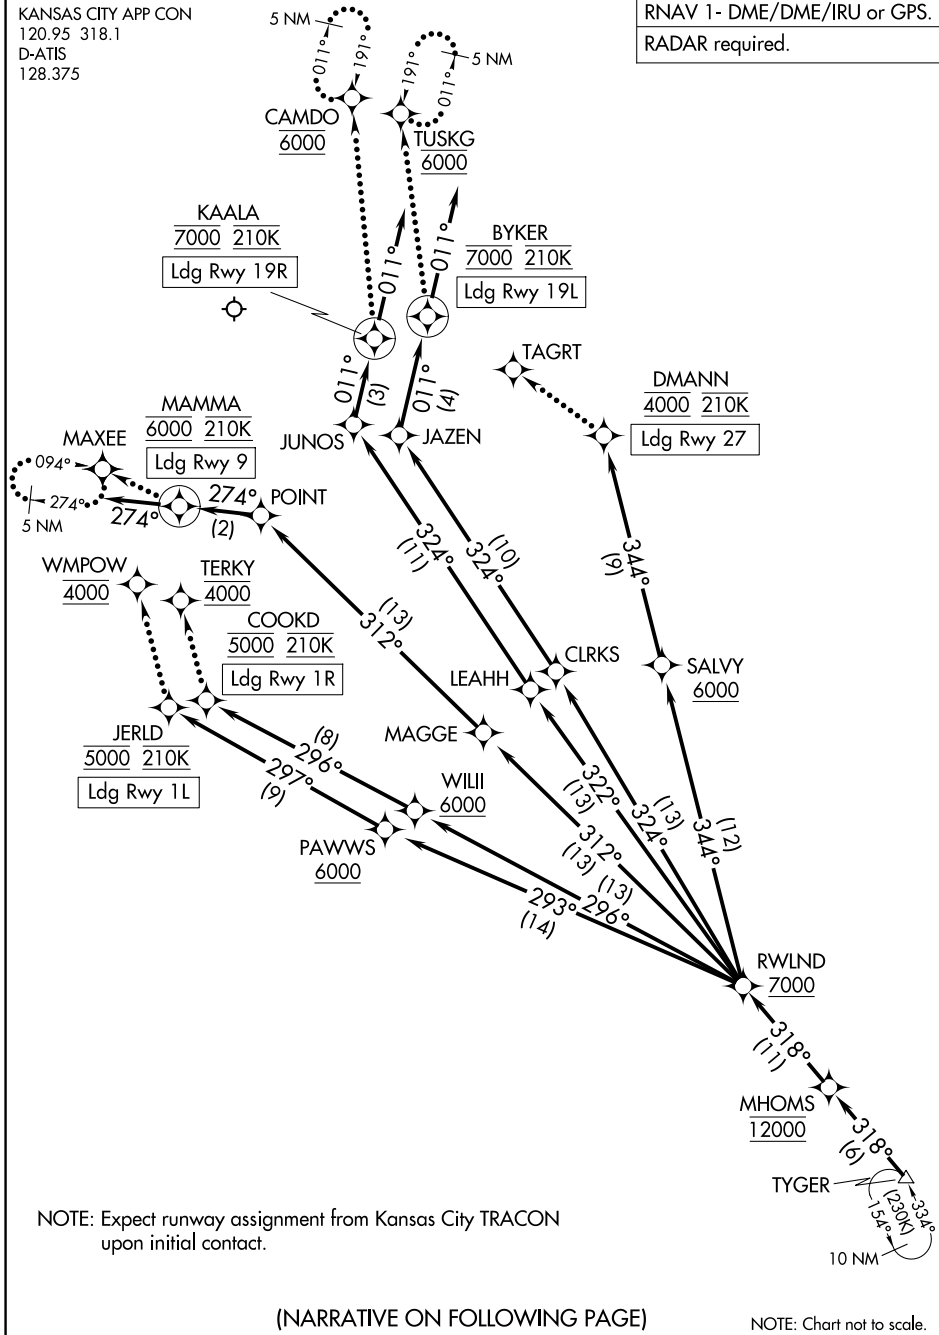 KANSAS CITY APP CON
120.95 318.1
D-ATIS
128.375
RNAV 1- DME/DME/IRU or GPS.
RADAR required.
5 NM
011°
191°
CAMDO
6000
5 NM
191°
011°
TUSKG
6000
KAALA
7000 210K
Ldg Rwy 19R
011°
011°
BYKER
7000 210K
Ldg Rwy 19L
011°
(3)
011°
(4)
JUNOS
JAZEN
TAGRT
DMANN
4000 210K
Ldg Rwy 27
MAMMA
6000 210K
Ldg Rwy 9
MAXEE
094°
274°
5 NM
274°
274°
(2)
POINT
324°
(11)
(10)
324°
344°
(9)
WMPOW
4000
TERKY
4000
COOKD
5000 210K
Ldg Rwy 1R
(13)
312°
CLRKS
LEAHH
SALVY
6000
JERLD
5000 210K
Ldg Rwy 1L
MAGGE
(8)
296°
297°
(9)
WILII
6000
PAWWS
6000
322°
(13)
(13)
324°
(12)
344°
312°
(13)
(13)
296°
293°
(14)
RWLND
7000
318°
(11)
MHOMS
12000
318°
(6)
TYGER
334°
(230K)
154°
10 NM
NOTE: Expect runway assignment from Kansas City TRACON
upon initial contact.
(NARRATIVE ON FOLLOWING PAGE)
NOTE: Chart not to scale.